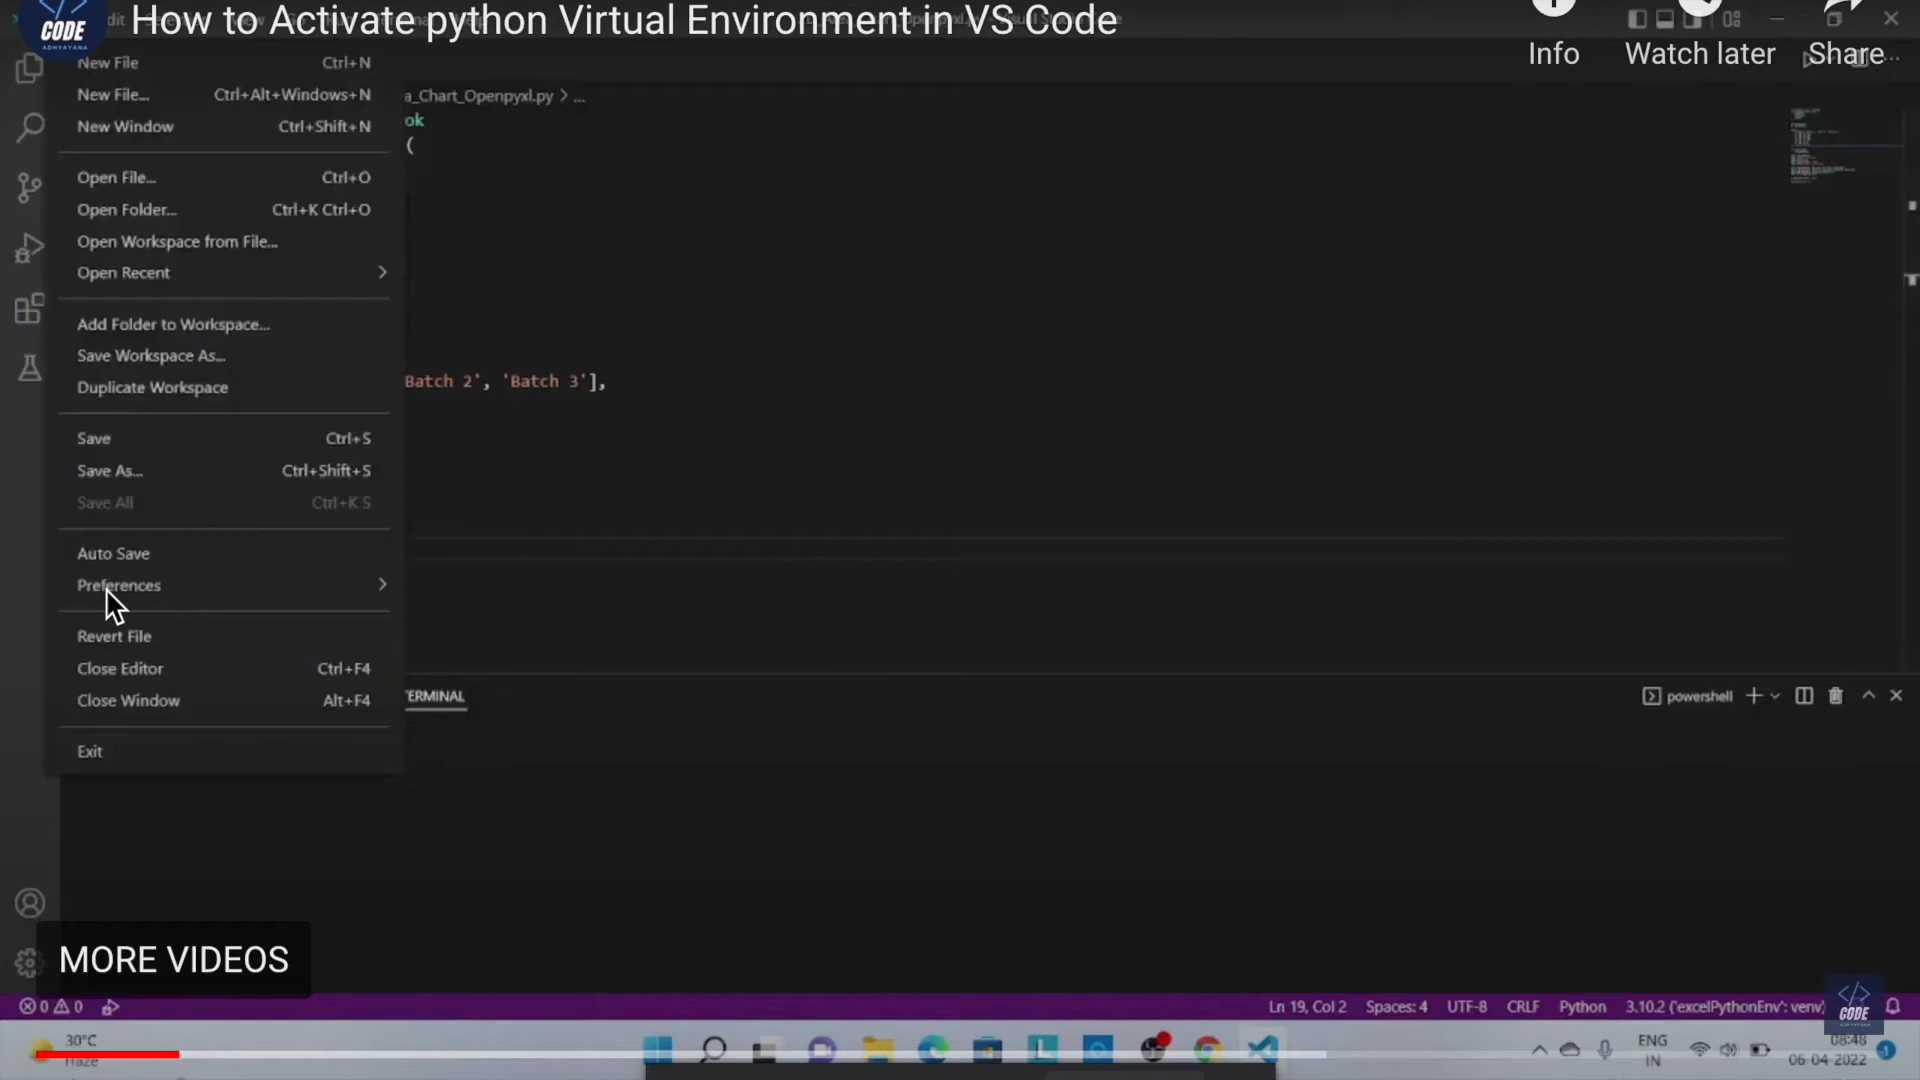 CODE
ADHYAYANA
How to Activate python Virtual Environment in VS Code
Info
Watch later
Share
New File Ctrl+N
New File... Ctrl+Alt+Windows+N
New Window Ctrl+Shift+N
Open File... Ctrl+O
Open Folder... Ctrl+K Ctrl+O
Open Workspace from File...
Open Recent
Add Folder to Workspace...
Save Workspace As...
Duplicate Workspace
Save Ctrl+S
Save As... Ctrl+Shift+S
Save All Ctrl+K S
Auto Save
Preferences
Revert File
Close Editor Ctrl+F4
Close Window Alt+F4
Exit
a_Chart_Openpyxl.py > ...
ok
(
Batch 2', 'Batch 3'],
ERMINAL
powershell
MORE VIDEOS
0 0
Ln 19, Col 2 Spaces: 4 UTF-8 CRLF Python 3.10.2 ('excelPythonEnv': venv)
CODE
30°C
Haze
ENG
IN
08:48
06-04-2022
1